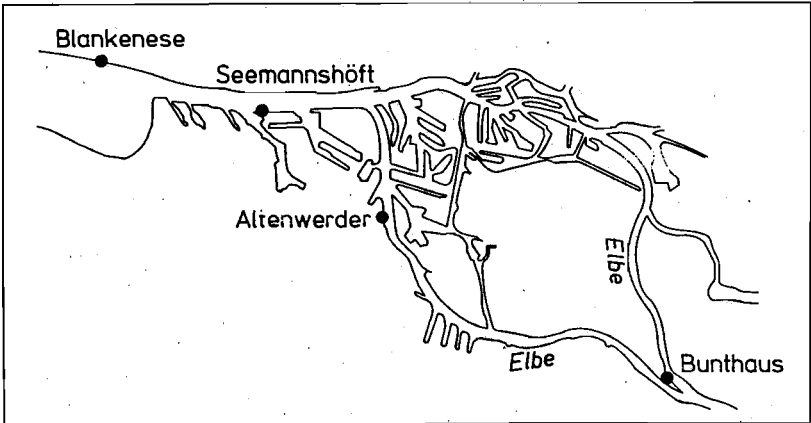 Blankenese
Seemannshöft
Altenwerder
Elbe
Elbe
Bunthaus